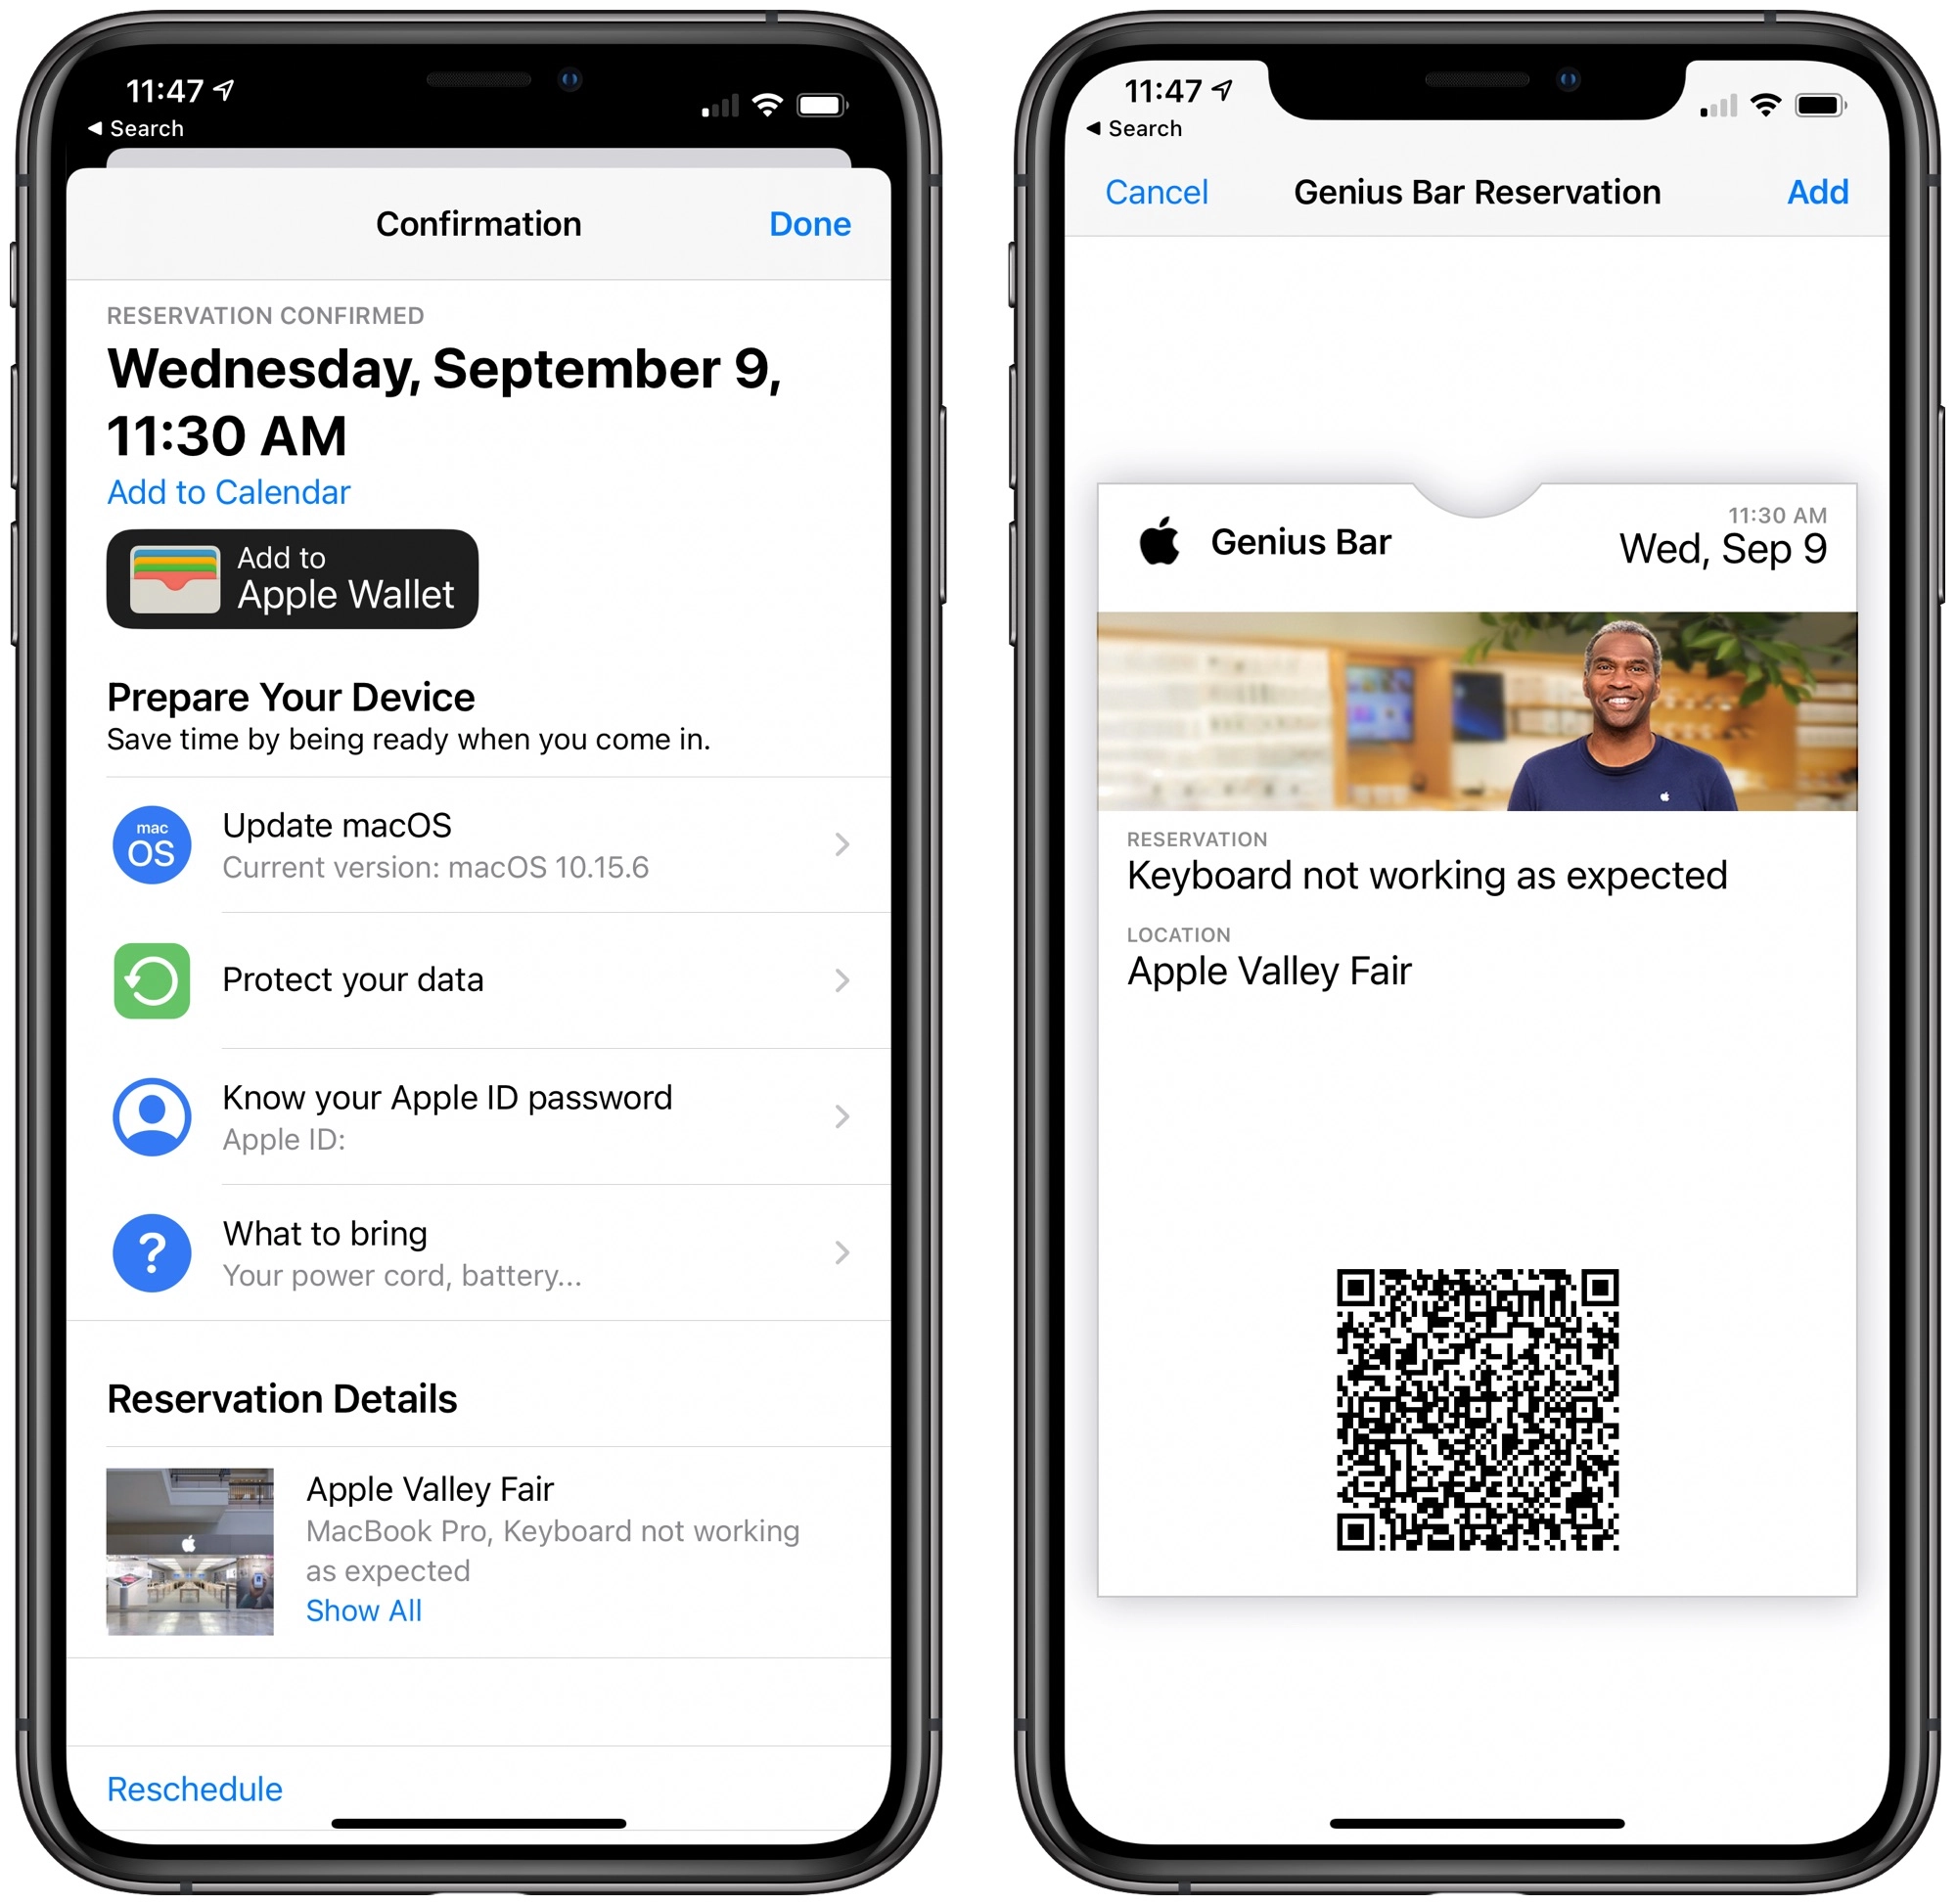 11:47
Search
Confirmation
Done
RESERVATION CONFIRMED
Wednesday, September 9,
11:30 AM
Add to Calendar
Add to
Apple Wallet
Prepare Your Device
Save time by being ready when you come in.
mac
OS
Update macOS
Current version: macOS 10.15.6
Protect your data
Know your Apple ID password
Apple ID:
?
What to bring
Your power cord, battery...
Reservation Details
Apple Valley Fair
MacBook Pro, Keyboard not working
as expected
Show All
Reschedule
11:47
Search
Cancel
Genius Bar Reservation
Add
Genius Bar
11:30 AM
Wed, Sep 9
RESERVATION
Keyboard not working as expected
LOCATION
Apple Valley Fair